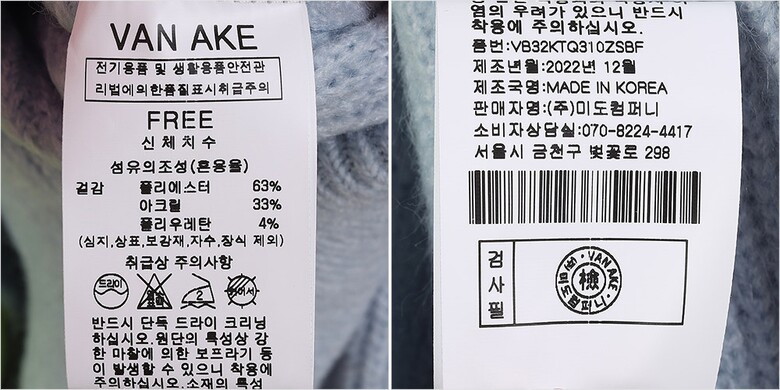 VAN AKE
전기용품 및 생활용품안전관
리법에의한품질표시취급주의
FREE
신체치수
섬유의조성(혼용율)
겉감 폴리에스터 63%
아크릴 33%
폴리우레탄 4%
(심지,상표,보강재,자수,장식 제외)
취급상 주의사항
드라이
2
반드시 단독 드라이 크리닝
하십시오.원단의 특성상 강
한 마찰에 의한 보프라기 등
이 발생할 수 있으니 착용에
주의하십시오.소재의 특성
염의 우려가 있으니 반드시
착용에 주의하십시오.
품번:VB32KTQ310ZSBF
제조년월:2022년 12월
제조국명:MADE IN KOREA
판매자명:(주)미도컴퍼니
소비자상담실:070-8224-4417
서울시 금천구 벚꽃로 298
검사필
VAN AKE
檢
㈜미도컴퍼니